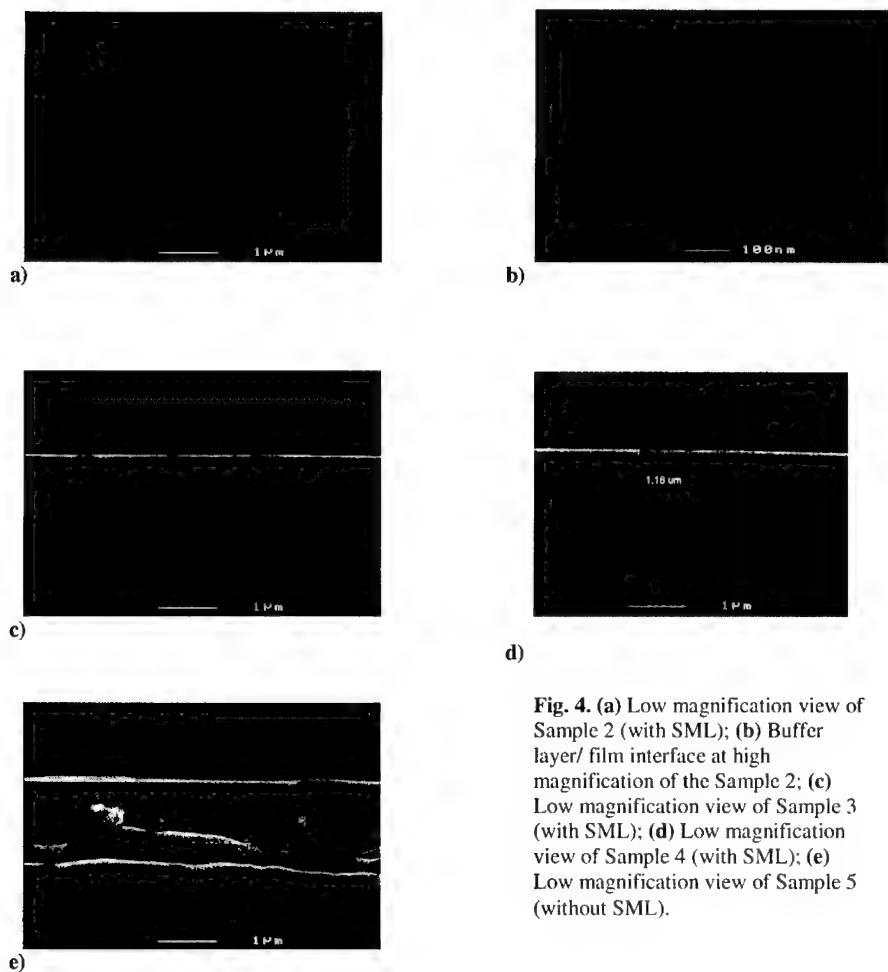 1 µm
a)
100nm
b)
1 µm
c)
1.18 um
1 µm
d)
1 µm
e)
Fig. 4. (a) Low magnification view of
Sample 2 (with SML); (b) Buffer
layer/ film interface at high
magnification of the Sample 2; (c)
Low magnification view of Sample 3
(with SML); (d) Low magnification
view of Sample 4 (with SML); (e)
Low magnification view of Sample 5
(without SML).